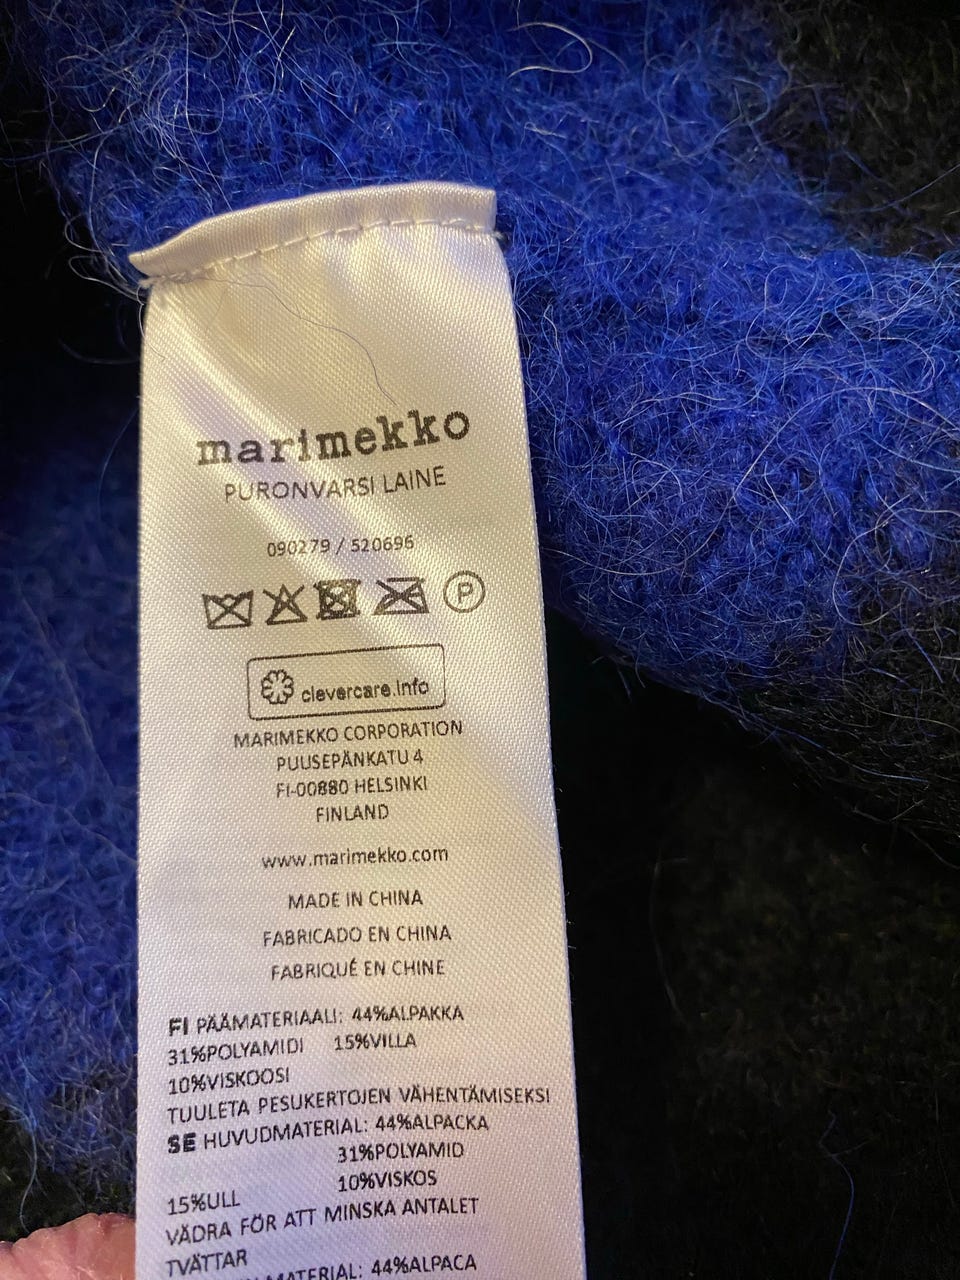 marimekko
PURONVARSI LAINE
090279 / 520696
P
clevercare.info
MARIMEKKO CORPORATION
PUUSEPÄNKATU 4
FI-00880 HELSINKI
FINLAND
www.marimekko.com
MADE IN CHINA
FABRICADO EN CHINA
FABRIQUÉ EN CHINE
FI PÄÄMATERIAALI: 44%ALPAKKA
31%POLYAMIDI 15%VILLA
10%VISKOOSI
TUULETA PESUKERTOJEN VÄHENTÄMISEKSI
SE HUVUDMATERIAL: 44%ALPACKA
31%POLYAMID
15%ULL 10%VISKOS
VÄDRA FÖR ATT MINSKA ANTALET
TVÄTTAR
MATERIAL: 44%ALPACA